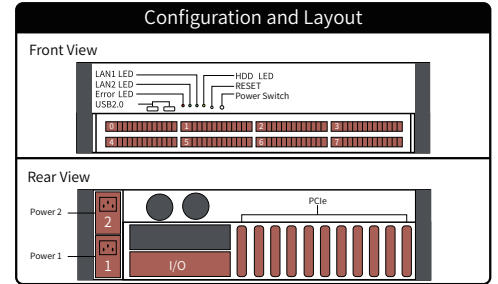 Configuration and Layout
Front View
LAN1 LED
LAN2 LED
Error LED
USB2.0
HDD LED
RESET
Power Switch
0 1 2 3
4 5 6 7
Rear View
Power 2
2
Power 1
1
I/O
PCIe